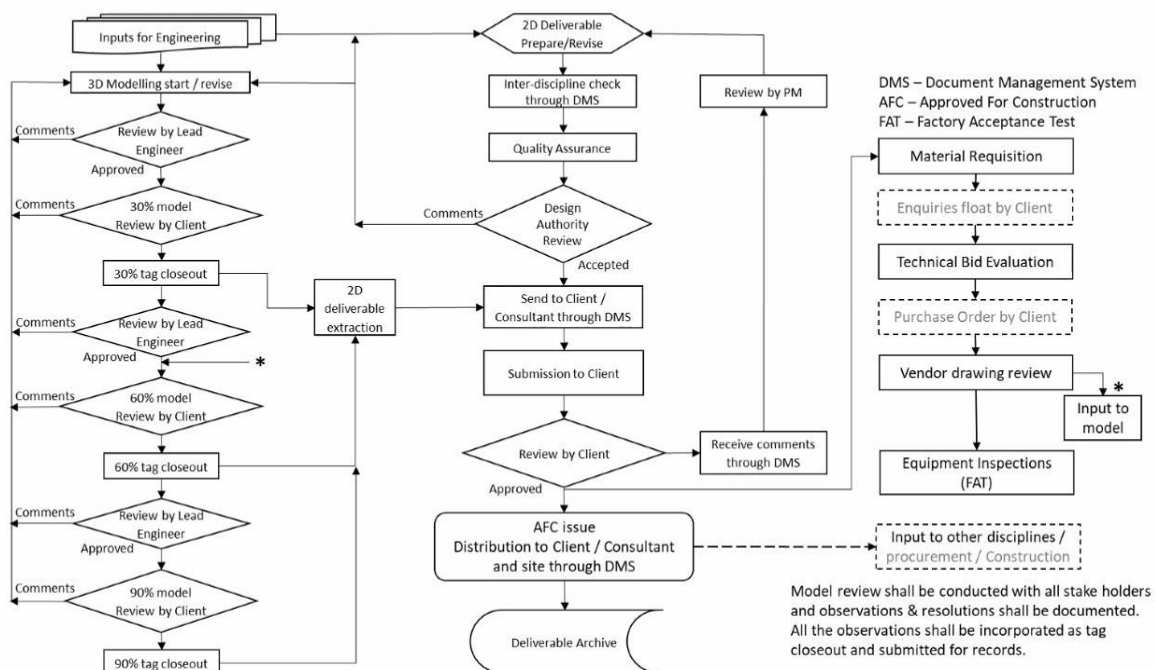 Inputs for Engineering
3D Modelling start / revise
Comments
Review by Lead
Engineer
Approved
Comments
30% model
Review by Client
30% tag closeout
Comments
Review by Lead
Engineer
Approved
*
Comments
60% model
Review by Client
60% tag closeout
Comments
Review by Lead
Engineer
Approved
Comments
90% model
Review by Client
90% tag closeout
2D
deliverable
extraction
2D Deliverable
Prepare/Revise
Inter-discipline check
through DMS
Quality Assurance
Comments
Design
Authority
Review
Accepted
Send to Client /
Consultant through DMS
Submission to Client
Review by Client
Approved
AFC issue
Distribution to Client / Consultant
and site through DMS
Deliverable Archive
Review by PM
Receive comments
through DMS
DMS – Document Management System
AFC – Approved For Construction
FAT – Factory Acceptance Test
Material Requisition
Enquiries float by Client
Technical Bid Evaluation
Purchase Order by Client
Vendor drawing review
*
Input to
model
Equipment Inspections
(FAT)
Input to other disciplines /
procurement / Construction
Model review shall be conducted with all stake holders
and observations & resolutions shall be documented.
All the observations shall be incorporated as tag
closeout and submitted for records.